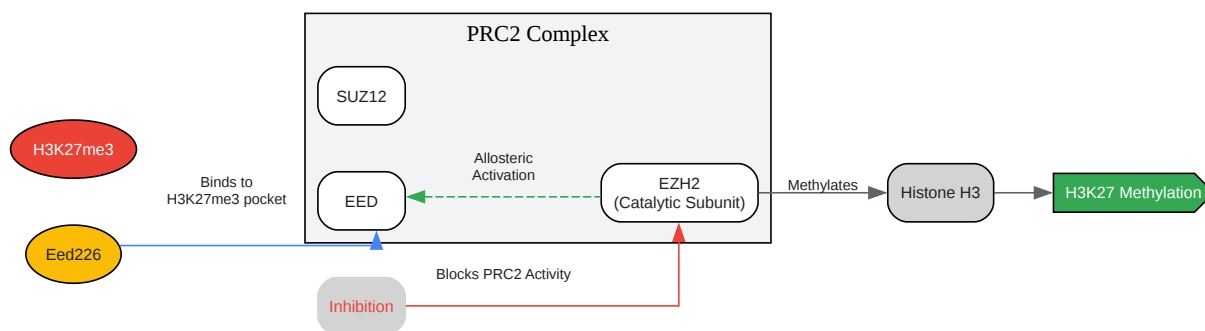 PRC2 Complex
SUZ12
H3K27me3
Allosteric
Activation
Binds to
H3K27me3 pocket
EED
EZH2
(Catalytic Subunit)
Methylates
Histone H3
H3K27 Methylation
Eed226
Blocks PRC2 Activity
Inhibition